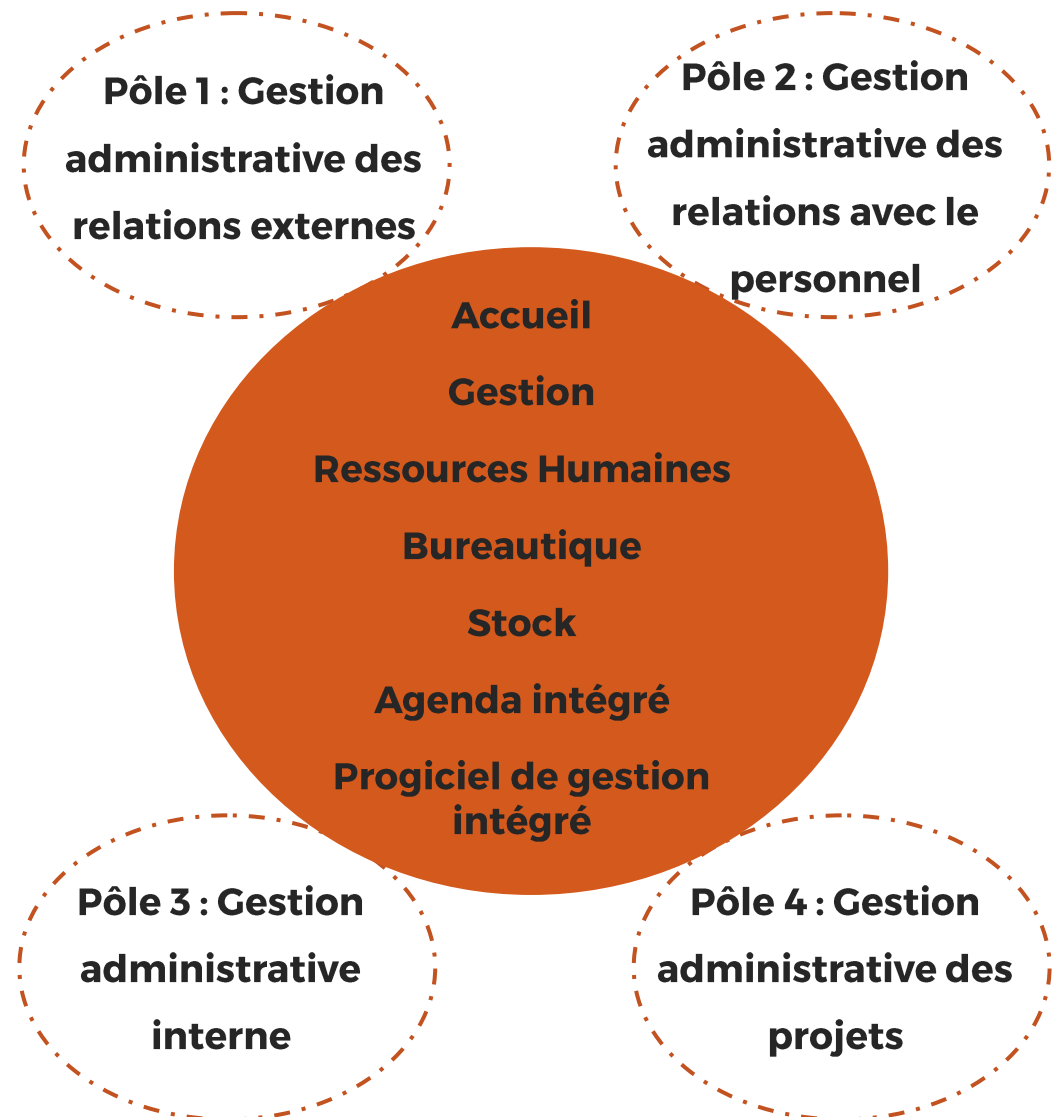 Pôle 1 : Gestion
administrative des
relations externes
Pôle 2 : Gestion
administrative des
relations avec le
personnel
Accueil
Gestion
Ressources Humaines
Bureautique
Stock
Agenda intégré
Progiciel de gestion
intégré
Pôle 3 : Gestion
administrative
interne
Pôle 4 : Gestion
administrative des
projets